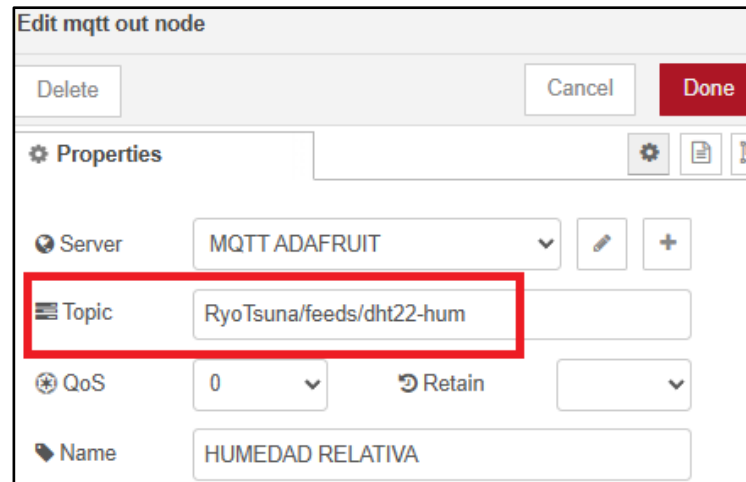 Edit mqtt out node
Delete Cancel Done
Properties
Server MQTT ADAFRUIT
Topic RyoTsuna/feeds/dht22-hum
QoS 0 Retain
Name HUMEDAD RELATIVA